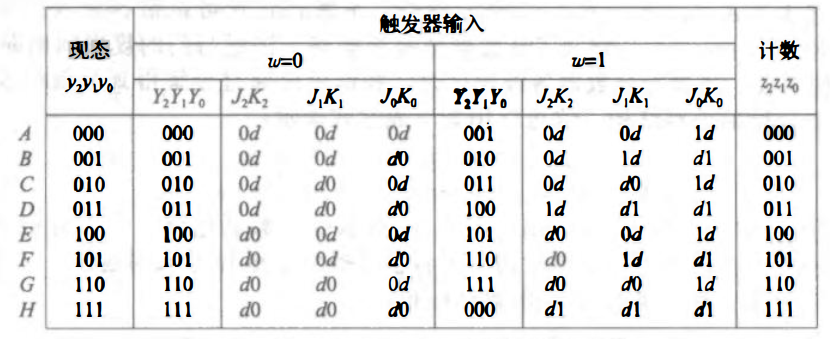 触发器输入
现态 w=0 w=1 计数
y₂y₁y₀ Y₂Y₁Y₀ J₂K₂ J₁K₁ J₀K₀ Y₂Y₁Y₀ J₂K₂ J₁K₁ J₀K₀ z₂z₁z₀
A 000 000 0d 0d 0d 001 0d 0d 1d 000
B 001 001 0d 0d d0 010 0d 1d d1 001
C 010 010 0d d0 0d 011 0d d0 1d 010
D 011 011 0d d0 d0 100 1d d1 d1 011
E 100 100 d0 0d 0d 101 d0 0d 1d 100
F 101 101 d0 0d d0 110 d0 1d d1 101
G 110 110 d0 d0 0d 111 d0 d0 1d 110
H 111 111 d0 d0 d0 000 d1 d1 d1 111